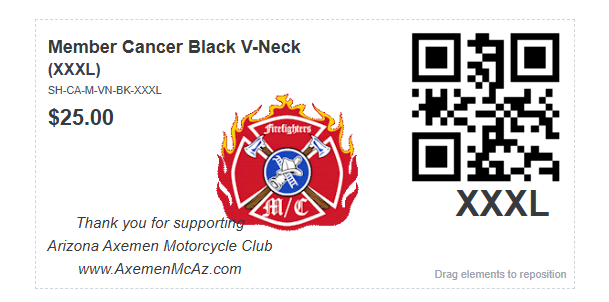 Member Cancer Black V-Neck
(XXXL)
SH-CA-M-VN-BK-XXXL
$25.00
Firefighters
M/C
XXXL
Thank you for supporting
Arizona Axemen Motorcycle Club
www.AxemenMcAz.com
Drag elements to reposition